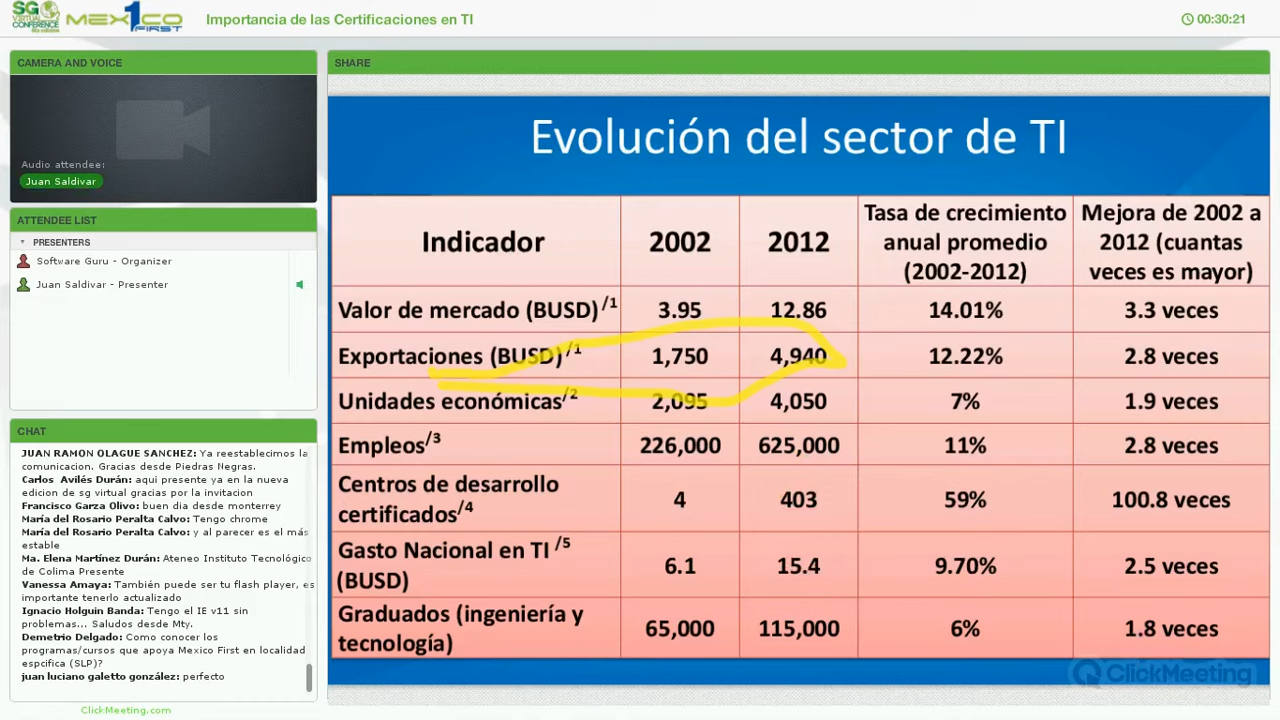 SG
VIRTUAL
CONFERENCE
MEXICO
FIRST
1
Importancia de las Certificaciones en TI
00:30:21
CAMERA AND VOICE
Audio attendee:
Juan Saldivar
ATTENDEE LIST
PRESENTERS
Software Guru - Organizer
Juan Saldivar - Presenter
CHAT
JUAN RAMON OLAGUE SANCHEZ: Ya reestablecimos la
comunicacion. Gracias desde Piedras Negras.
Carlos Avilés Durán: aqui presente ya en la nueva
edicion de sg virtual gracias por la invitacion
Francisco Garza Olivo: buen dia desde monterrey
María del Rosario Peralta Calvo: Tengo chrome
María del Rosario Peralta Calvo: y al parecer es el más
estable
Ma. Elena Martínez Durán: Ateneo Instituto Tecnológico
de Colima Presente
Vanessa Amaya: También puede ser tu flash player, es
importante tenerlo actualizado
Ignacio Holguin Banda: Tengo el IE v11 sin
problemas... Saludos desde Mty.
Demetrio Delgado: Como conocer los
programas/cursos que apoya Mexico First en localidad
espcifica (SLP)?
juan luciano galetto gonzález: perfecto
ClickMeeting.com
SHARE
Evolución del sector de TI
Indicador 2002 2012 Tasa de crecimiento anual promedio (2002-2012) Mejora de 2002 a 2012 (cuantas veces es mayor)
Valor de mercado (BUSD) /1 3.95 12.86 14.01% 3.3 veces
Exportaciones (BUSD) /1 1,750 4,940 12.22% 2.8 veces
Unidades económicas/2 2,095 4,050 7% 1.9 veces
Empleos/3 226,000 625,000 11% 2.8 veces
Centros de desarrollo certificados/4 4 403 59% 100.8 veces
Gasto Nacional en TI /5 (BUSD) 6.1 15.4 9.70% 2.5 veces
Graduados (ingeniería y tecnología) 65,000 115,000 6% 1.8 veces
ClickMeeting